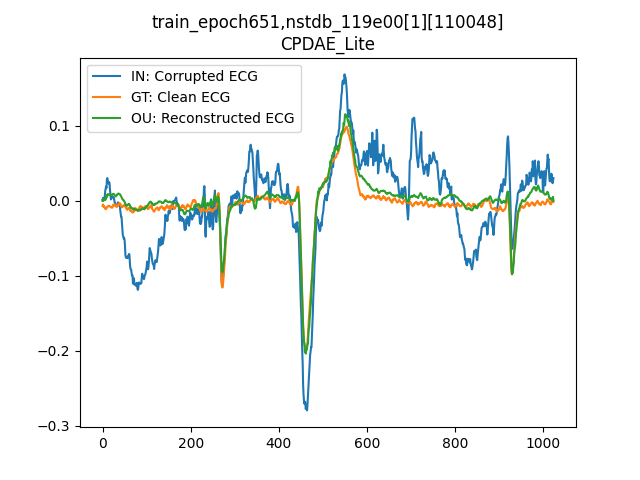 train_epoch651,nstdb_119e00[1][110048]
CPDAE_Lite
IN: Corrupted ECG
GT: Clean ECG
OU: Reconstructed ECG
0.1
0.0
−0.1
−0.2
−0.3
0 200 400 600 800 1000